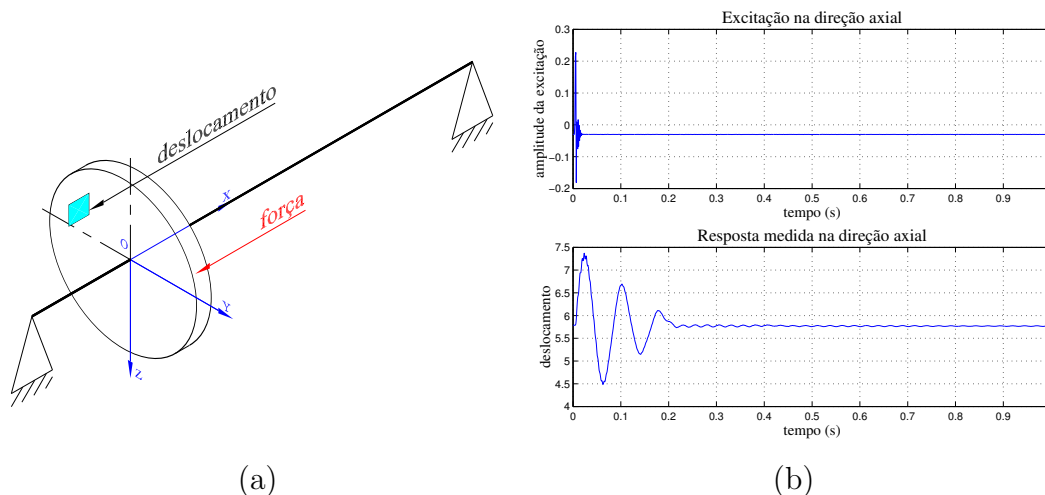 deslocamento
X
força
O
Y
Z
(a)
Excitação na direção axial
amplitude da excitação
0.3
0.2
0.1
0
−0.1
−0.2
0 0.1 0.2 0.3 0.4 0.5 0.6 0.7 0.8 0.9
tempo (s)
Resposta medida na direção axial
deslocamento
7.5
7
6.5
6
5.5
5
4.5
4
0 0.1 0.2 0.3 0.4 0.5 0.6 0.7 0.8 0.9
tempo (s)
(b)